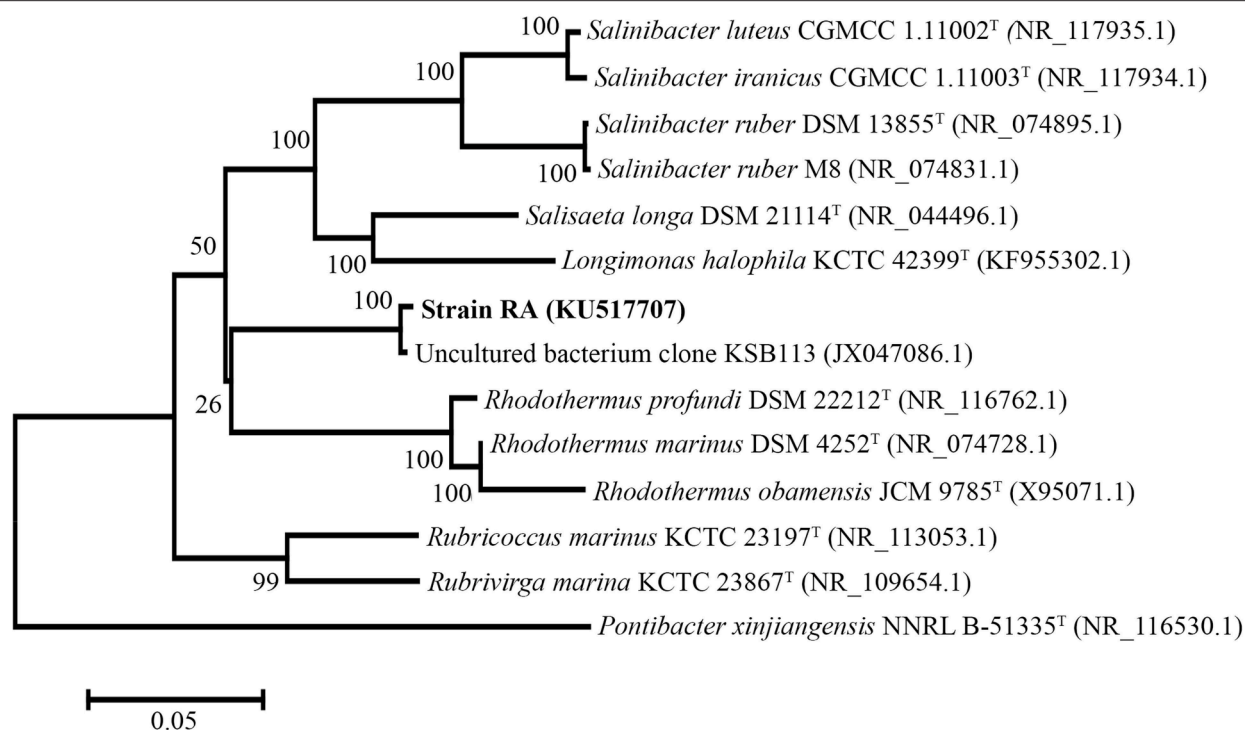 100
Salinibacter luteus CGMCC 1.11002ᵀ (NR_117935.1)
100
Salinibacter iranicus CGMCC 1.11003ᵀ (NR_117934.1)
Salinibacter ruber DSM 13855ᵀ (NR_074895.1)
100
100
Salinibacter ruber M8 (NR_074831.1)
Salisaeta longa DSM 21114ᵀ (NR_044496.1)
50
100
Longimonas halophila KCTC 42399ᵀ (KF955302.1)
100
Strain RA (KU517707)
Uncultured bacterium clone KSB113 (JX047086.1)
26
Rhodothermus profundi DSM 22212ᵀ (NR_116762.1)
Rhodothermus marinus DSM 4252ᵀ (NR_074728.1)
100
100
Rhodothermus obamensis JCM 9785ᵀ (X95071.1)
Rubricoccus marinus KCTC 23197ᵀ (NR_113053.1)
99
Rubrivirga marina KCTC 23867ᵀ (NR_109654.1)
Pontibacter xinjiangensis NNRL B-51335ᵀ (NR_116530.1)
0.05